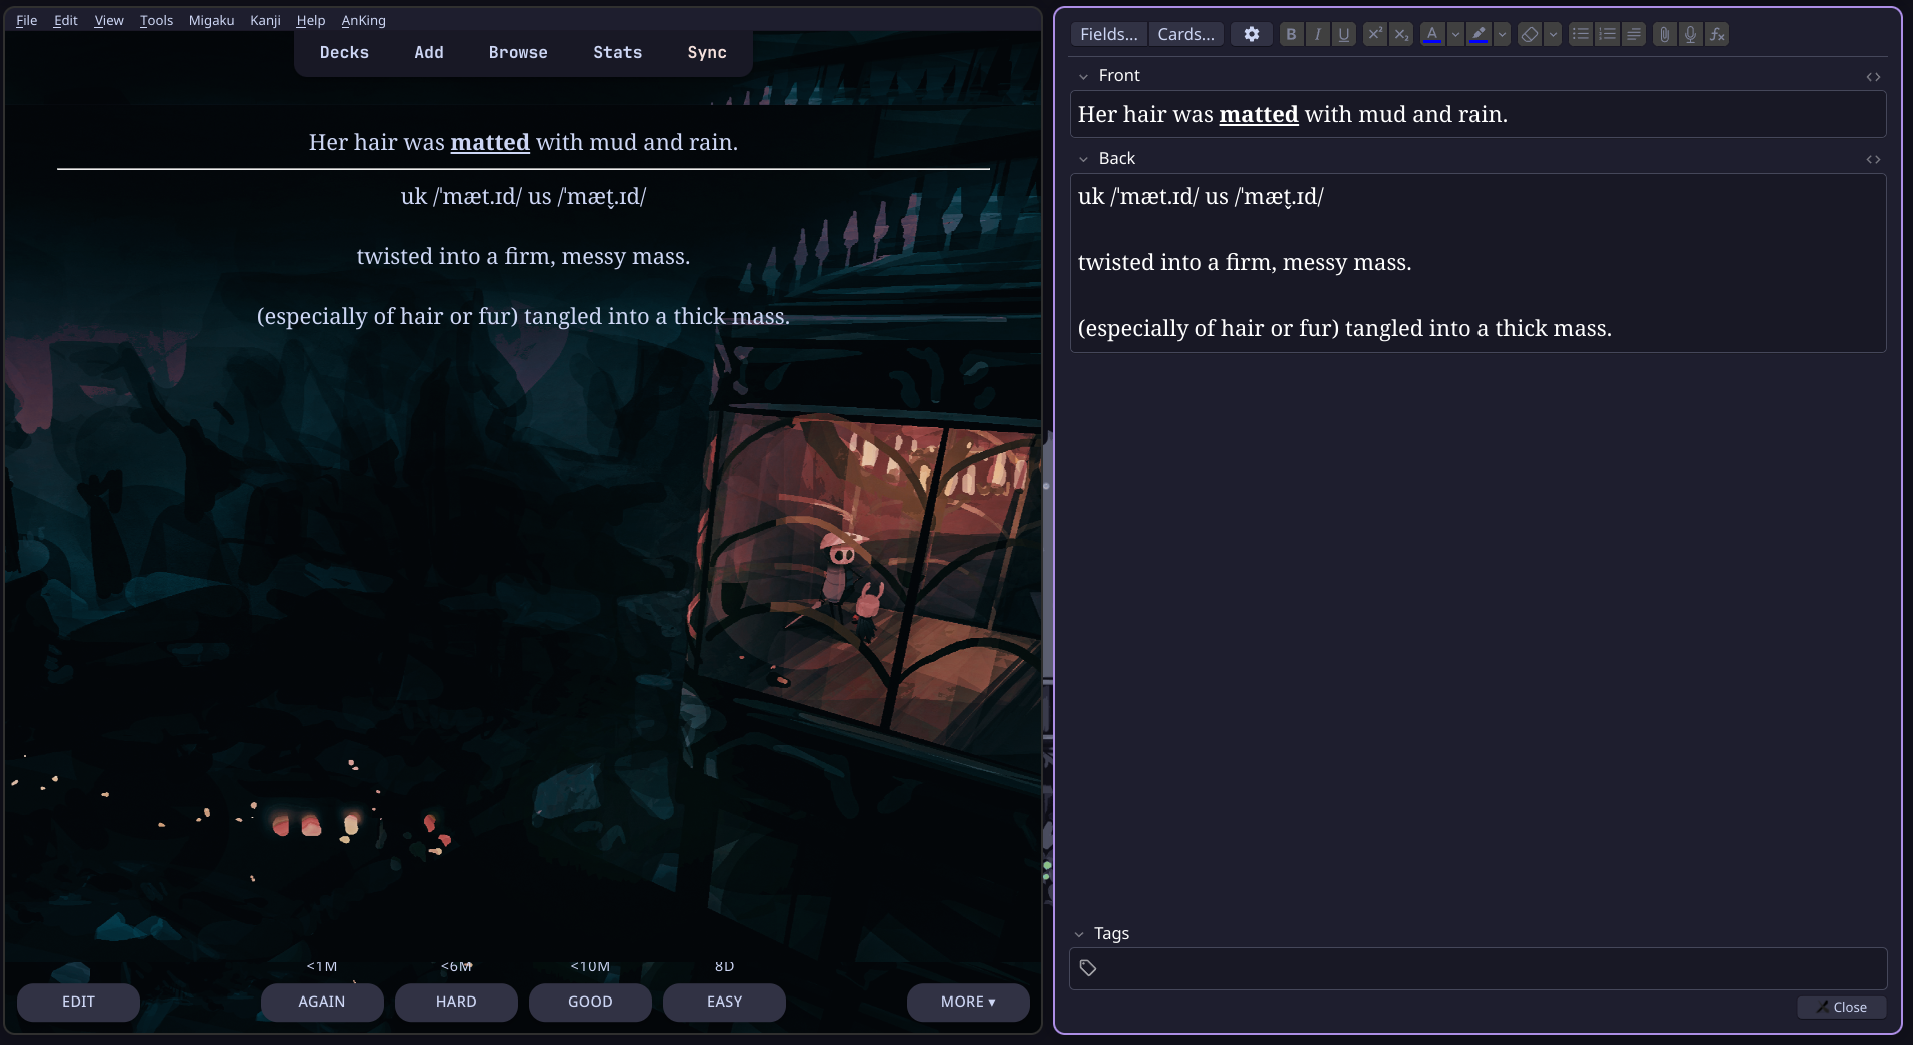 File Edit View Tools Migaku Kanji Help AnKing
Decks Add Browse Stats Sync
Her hair was matted with mud and rain.
uk /ˈmæt.ɪd/ us /ˈmæt̬.ɪd/
twisted into a firm, messy mass.
(especially of hair or fur) tangled into a thick mass.
<1M <6M <10M 8D
EDIT AGAIN HARD GOOD EASY MORE ▾
Fields... Cards... B I U X² X₂ A fx
Front
Her hair was matted with mud and rain.
Back
uk /ˈmæt.ɪd/ us /ˈmæt̬.ɪd/
twisted into a firm, messy mass.
(especially of hair or fur) tangled into a thick mass.
Tags
Close